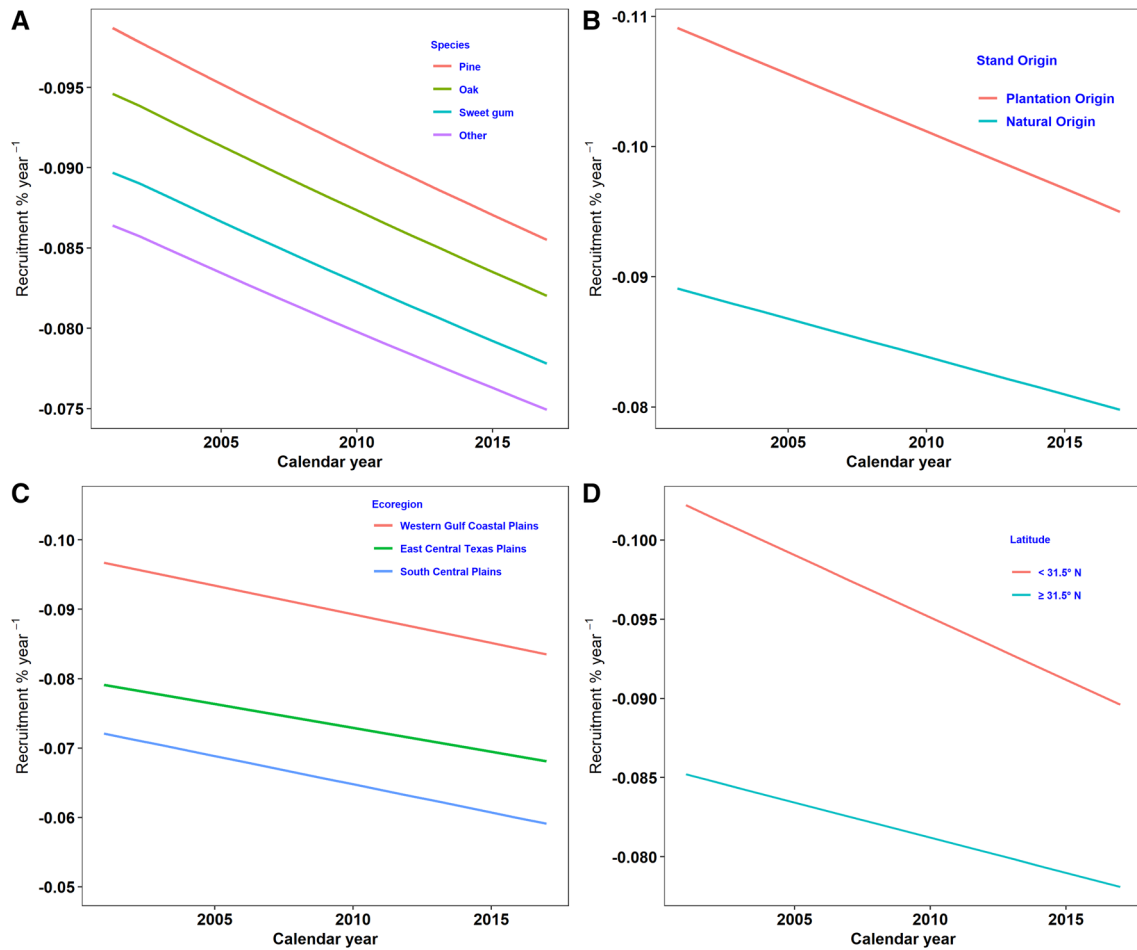 A
Recruitment % year⁻¹
-0.095
-0.090
-0.085
-0.080
-0.075
Species
Pine
Oak
Sweet gum
Other
2005 2010 2015
Calendar year
B
Recruitment % year⁻¹
-0.11
-0.10
-0.09
-0.08
Stand Origin
Plantation Origin
Natural Origin
2005 2010 2015
Calendar year
C
Recruitment % year⁻¹
-0.10
-0.09
-0.08
-0.07
-0.06
-0.05
Ecoregion
Western Gulf Coastal Plains
East Central Texas Plains
South Central Plains
2005 2010 2015
Calendar year
D
Recruitment % year⁻¹
-0.100
-0.095
-0.090
-0.085
-0.080
Latitude
< 31.5º N
≥ 31.5º N
2005 2010 2015
Calendar year